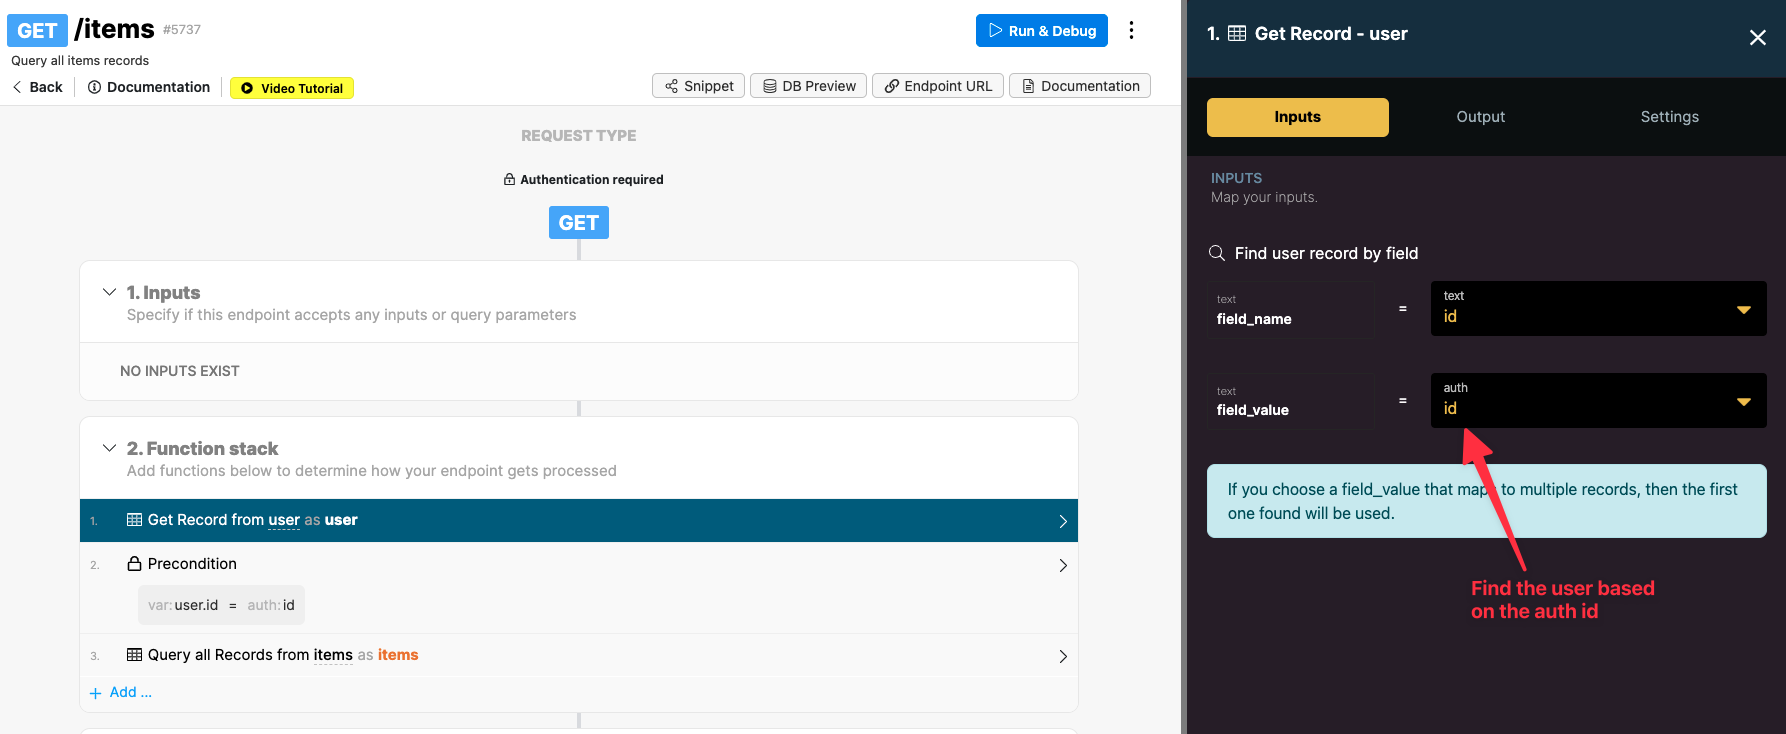 GET /items #5737
Query all items records
Back
Documentation
Video Tutorial
Run & Debug
Snippet
DB Preview
Endpoint URL
Documentation
REQUEST TYPE
Authentication required
GET
1. Inputs
Specify if this endpoint accepts any inputs or query parameters
NO INPUTS EXIST
2. Function stack
Add functions below to determine how your endpoint gets processed
1. Get Record from user as user
2. Precondition
var: user.id = auth: id
3. Query all Records from items as items
+ Add ...
1. Get Record - user
Inputs
Output
Settings
INPUTS
Map your inputs.
Find user record by field
text
field_name
=
text
id
text
field_value
=
auth
id
If you choose a field_value that maps to multiple records, then the first
one found will be used.
Find the user based
on the auth id